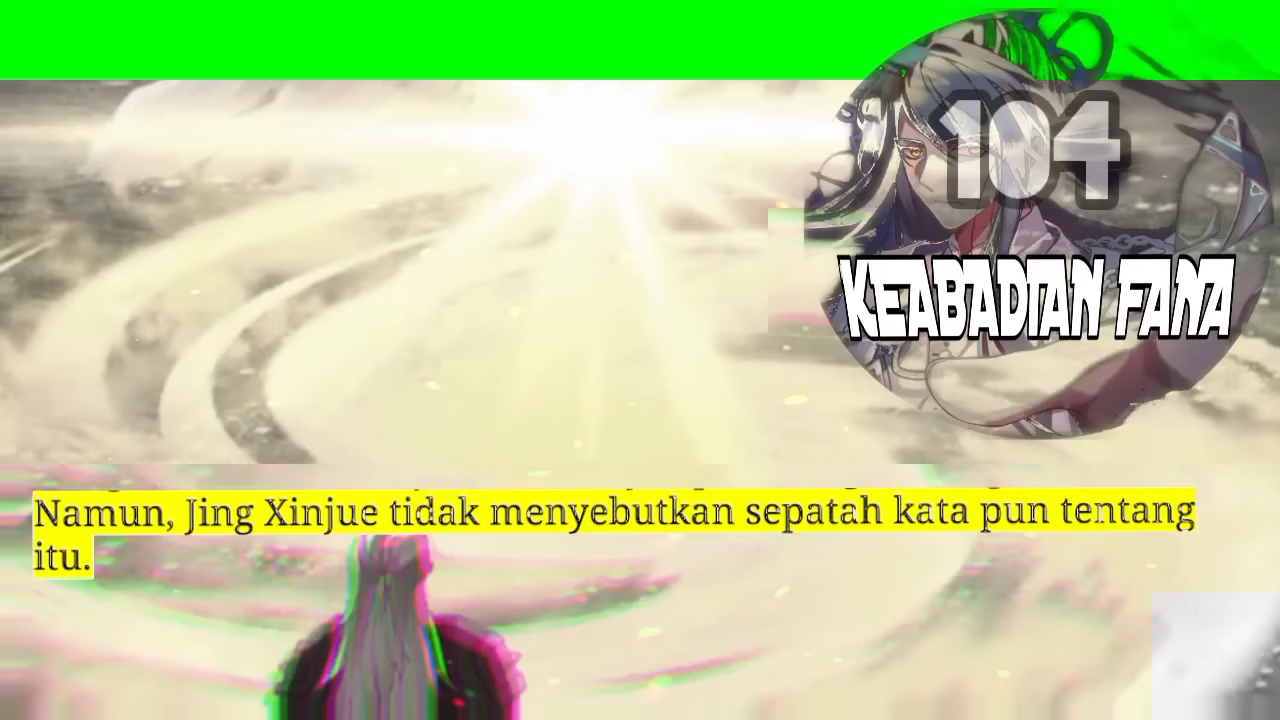 104
KEABADIAN FANA
Namun, Jing Xinjue tidak menyebutkan sepatah kata pun tentang
itu.